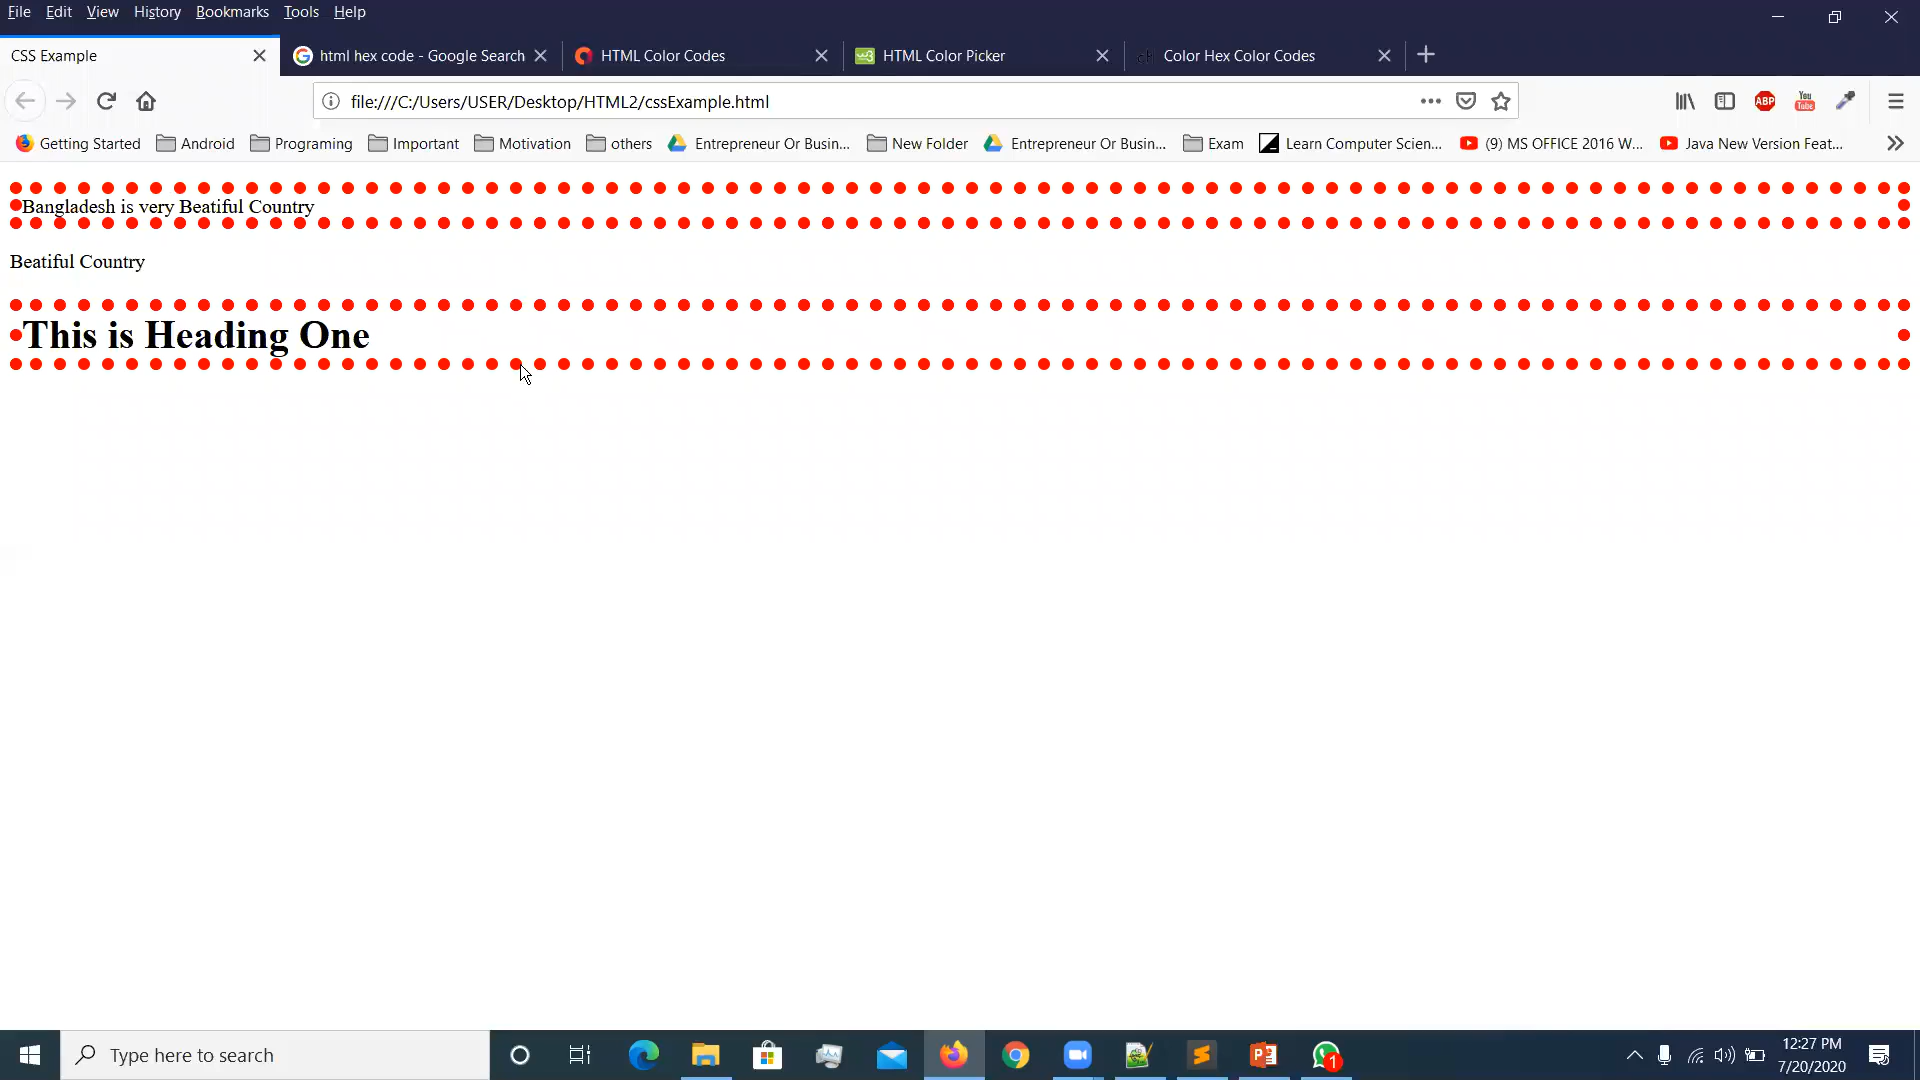 File Edit View History Bookmarks Tools Help
CSS Example html hex code - Google Search HTML Color Codes HTML Color Picker Color Hex Color Codes
file:///C:/Users/USER/Desktop/HTML2/cssExample.html ABP You Tube
Getting Started Android Programing Important Motivation others Entrepreneur Or Busin... New Folder Entrepreneur Or Busin... Exam Learn Computer Scien... (9) MS OFFICE 2016 W... Java New Version Feat...
Bangladesh is very Beatiful Country
Beatiful Country
This is Heading One
Type here to search 1 12:27 PM
7/20/2020